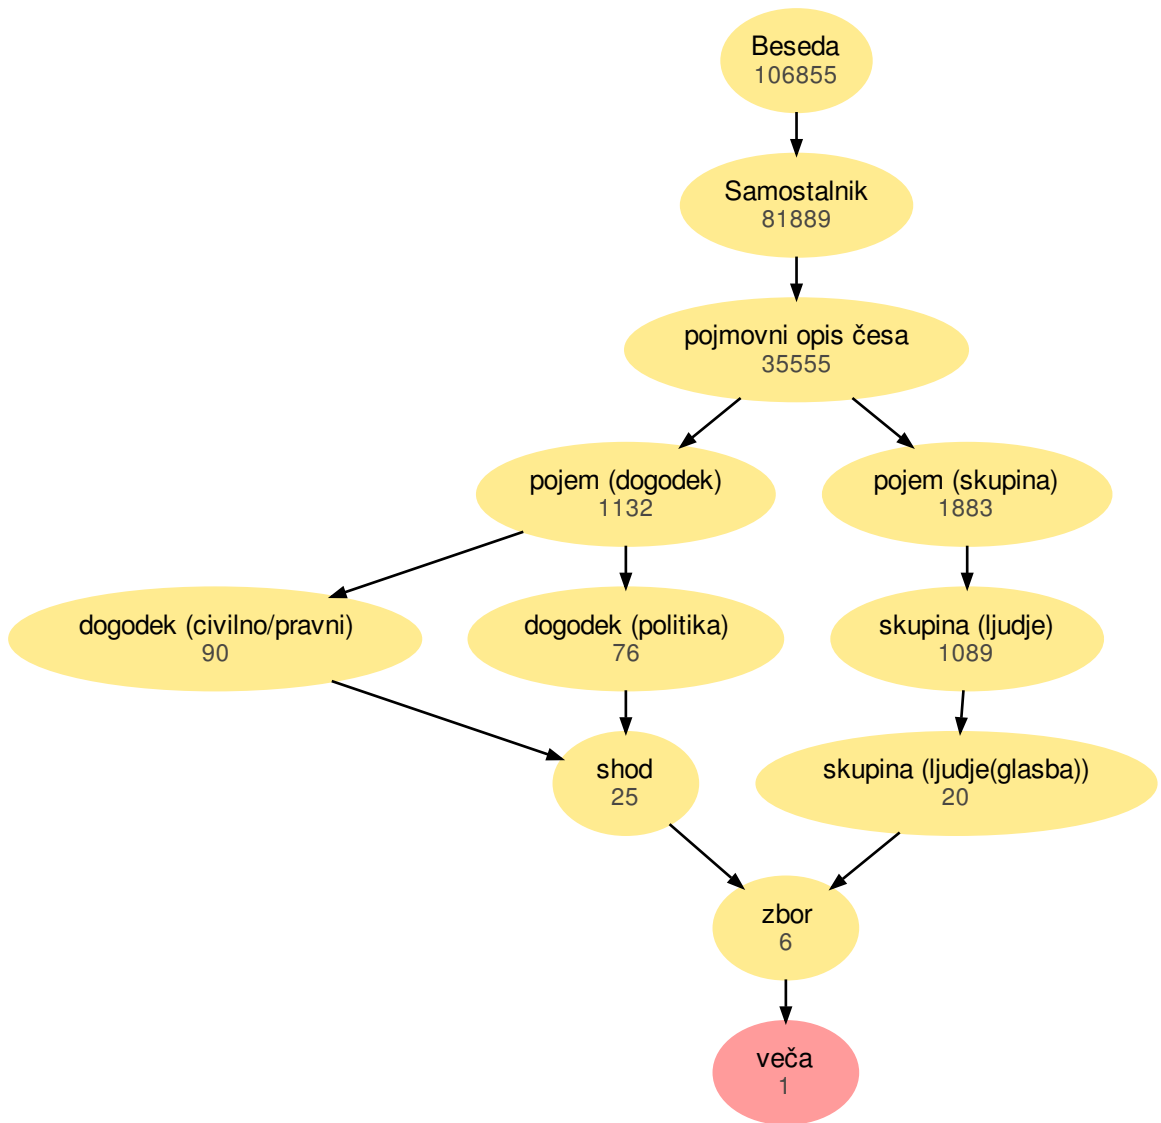 Beseda
106855
Samostalnik
81889
pojmovni opis česa
35555
pojem (dogodek)
1132
pojem (skupina)
1883
dogodek (civilno/pravni)
90
dogodek (politika)
76
skupina (ljudje)
1089
shod
25
skupina (ljudje(glasba))
20
zbor
6
veča
1